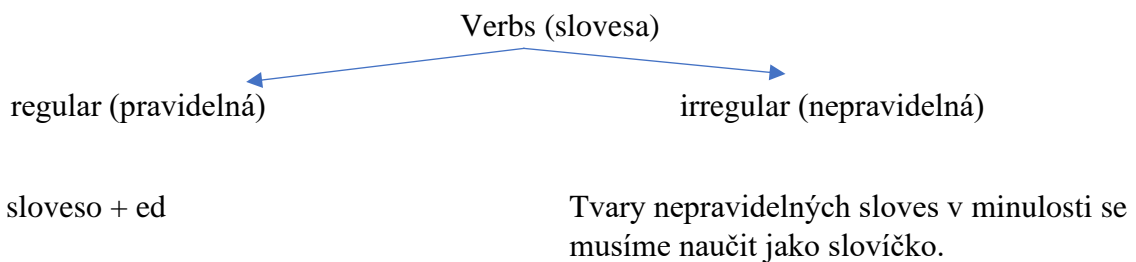 Verbs (slovesa)
regular (pravidelná)
irregular (nepravidelná)
sloveso + ed
Tvary nepravidelných sloves v minulosti se
musíme naučit jako slovíčko.